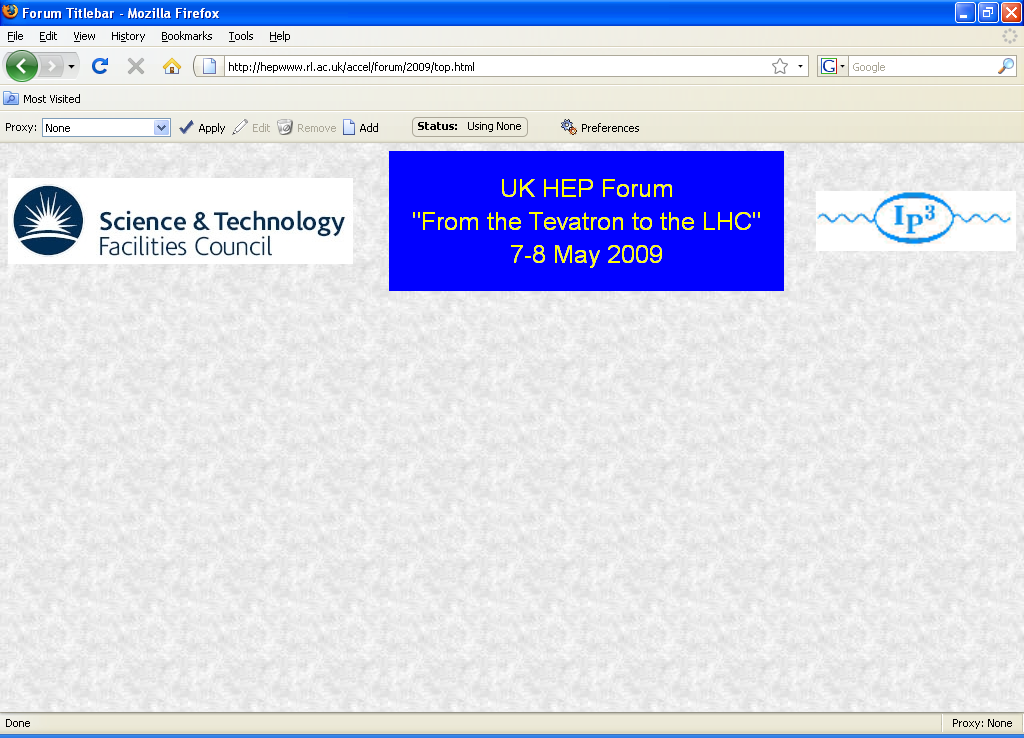 Forum Titlebar - Mozilla Firefox
File Edit View History Bookmarks Tools Help
http://hepwww.rl.ac.uk/accel/forum/2009/top.html
G Google
Most Visited
Proxy: None Apply Edit Remove Add Status: Using None Preferences
Science & Technology
Facilities Council
UK HEP Forum
"From the Tevatron to the LHC"
7-8 May 2009
IP3
Done
Proxy: None